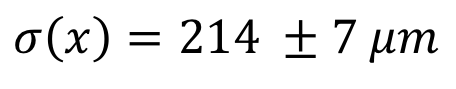 σ(x) = 214 ± 7 μm